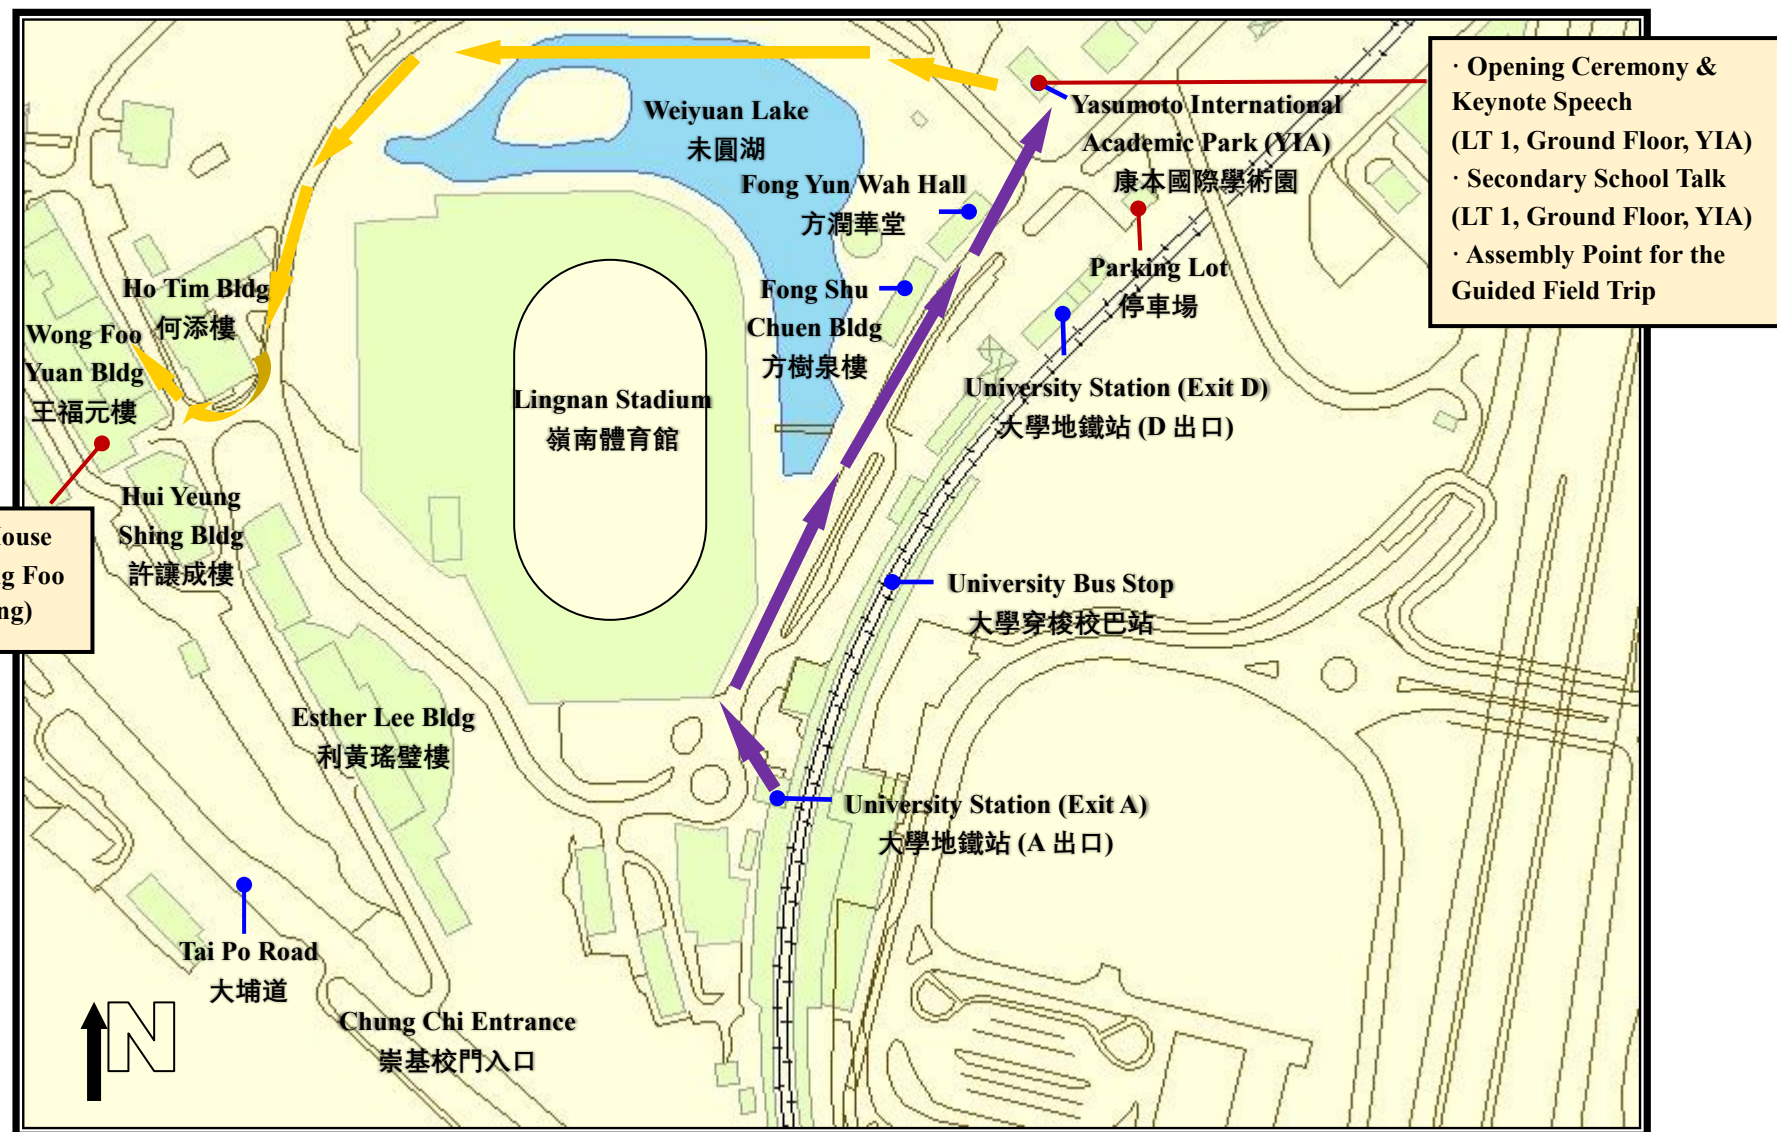 · Opening Ceremony &
Keynote Speech
(LT 1, Ground Floor, YIA)
· Secondary School Talk
(LT 1, Ground Floor, YIA)
· Assembly Point for the
Guided Field Trip
Weiyuan Lake
未圓湖
Yasumoto International
Academic Park (YIA)
康本國際學術園
Fong Yun Wah Hall
方潤華堂
Parking Lot
停車場
Fong Shu
Chuen Bldg
方樹泉樓
Ho Tim Bldg
何添樓
Wong Foo
Yuan Bldg
王福元樓
Lingnan Stadium
嶺南體育館
University Station (Exit D)
大學地鐵站 (D 出口)
Hui Yeung
Shing Bldg
許讓成樓
ouse
g Foo
ng)
University Bus Stop
大學穿梭校巴站
Esther Lee Bldg
利黃瑤璧樓
University Station (Exit A)
大學地鐵站 (A 出口)
Tai Po Road
大埔道
Chung Chi Entrance
崇基校門入口
N